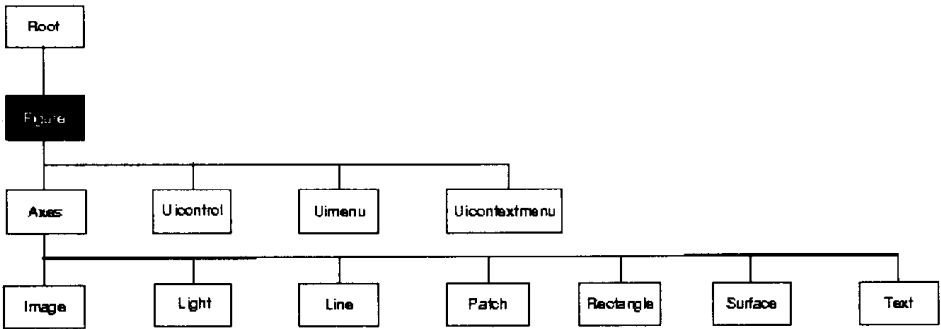 Root
Figure
Axes Uicontrol Uimenu Uicontextmenu
Image Light Line Patch Rectangle Surface Text